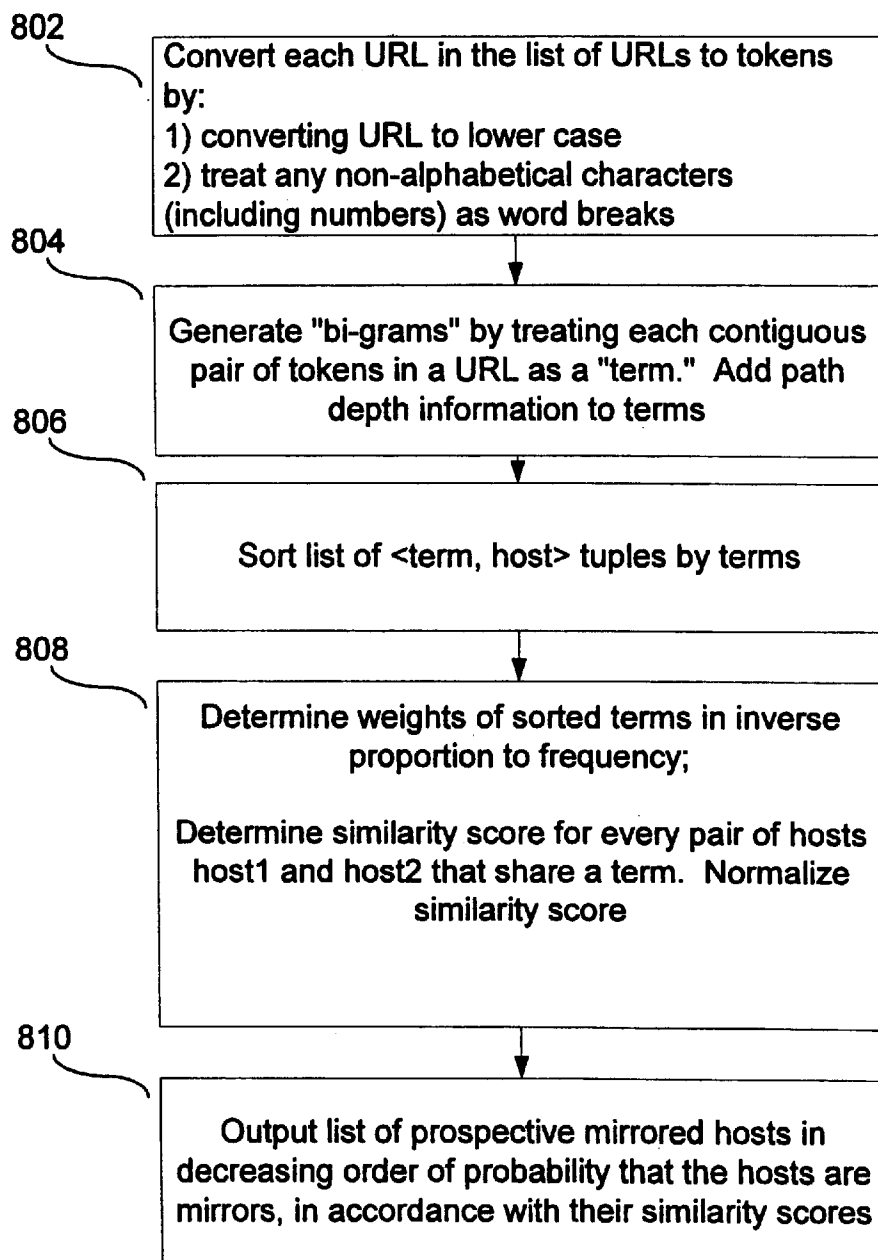 802
Convert each URL in the list of URLs to tokens
by:
1) converting URL to lower case
2) treat any non-alphabetical characters
(including numbers) as word breaks
804
Generate "bi-grams" by treating each contiguous
pair of tokens in a URL as a "term." Add path
depth information to terms
806
Sort list of <term, host> tuples by terms
808
Determine weights of sorted terms in inverse
proportion to frequency;
Determine similarity score for every pair of hosts
host1 and host2 that share a term. Normalize
similarity score
810
Output list of prospective mirrored hosts in
decreasing order of probability that the hosts are
mirrors, in accordance with their similarity scores